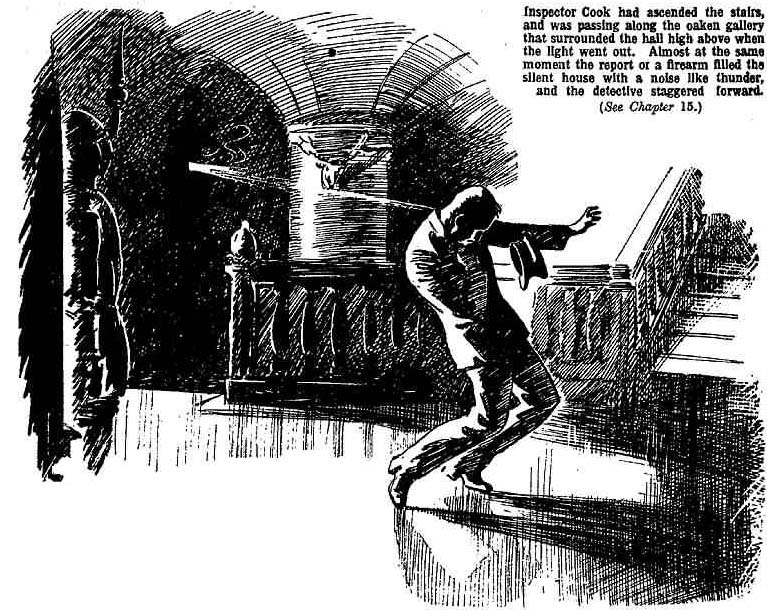 Inspector Cook had ascended the stairs,
and was passing along the oaken gallery
that surrounded the hall high above when
the light went out. Almost at the same
moment the report or a firearm filled the
silent house with a noise like thunder,
and the detective staggered forward.
(See Chapter 15.)